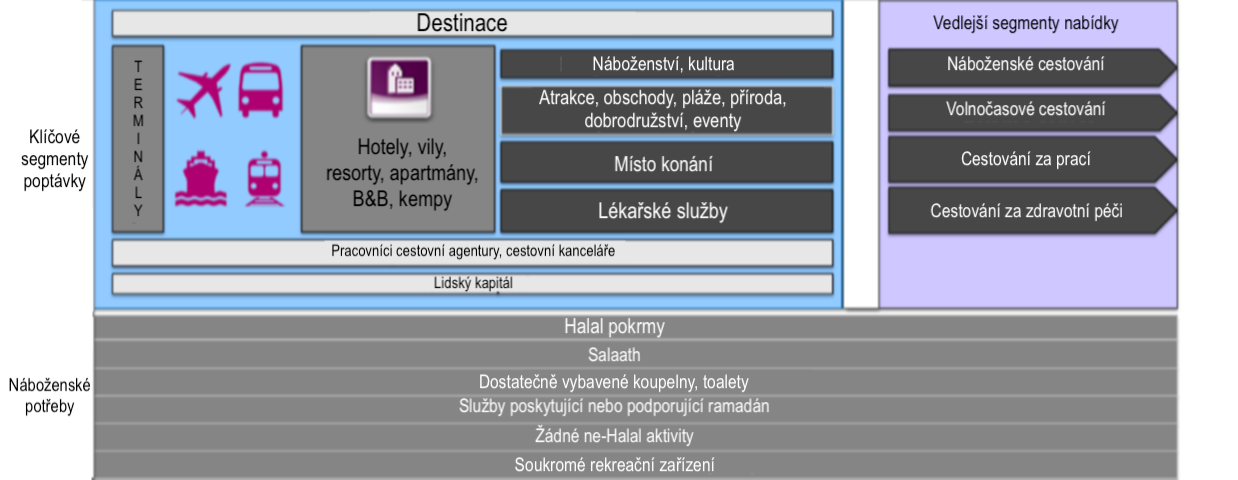 Destinace
Vedlejší segmenty nabídky
Klíčové
segmenty
poptávky
TERMINÁLY
Hotely, vily,
resorty, apartmány,
B&B, kempy
Náboženství, kultura
Atrakce, obschody, pláže, příroda,
dobrodružství, eventy
Místo konání
Lékařské služby
Náboženské cestování
Volnočasové cestování
Cestování za prací
Cestování za zdravotní péči
Pracovníci cestovní agentury, cestovní kanceláře
Lidský kapitál
Náboženské
potřeby
Halal pokrmy
Salaath
Dostatečně vybavené koupelny, toalety
Služby poskytující nebo podporující ramadán
Žádné ne-Halal aktivity
Soukromé rekreační zařízení